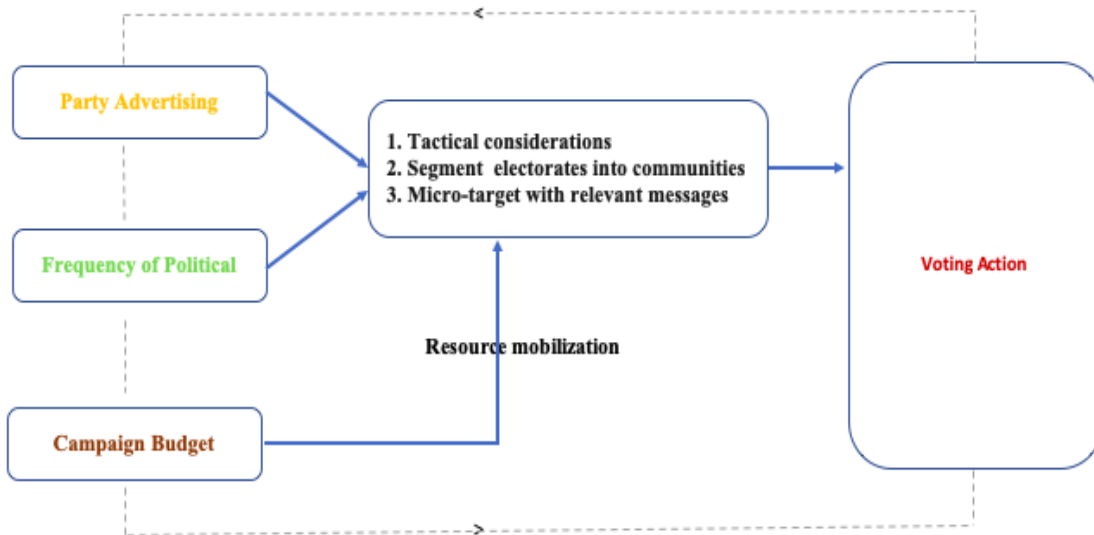 Party Advertising
1. Tactical considerations
2. Segment electorates into communities
3. Micro-target with relevant messages
Frequency of Political
Voting Action
Resource mobilization
Campaign Budget